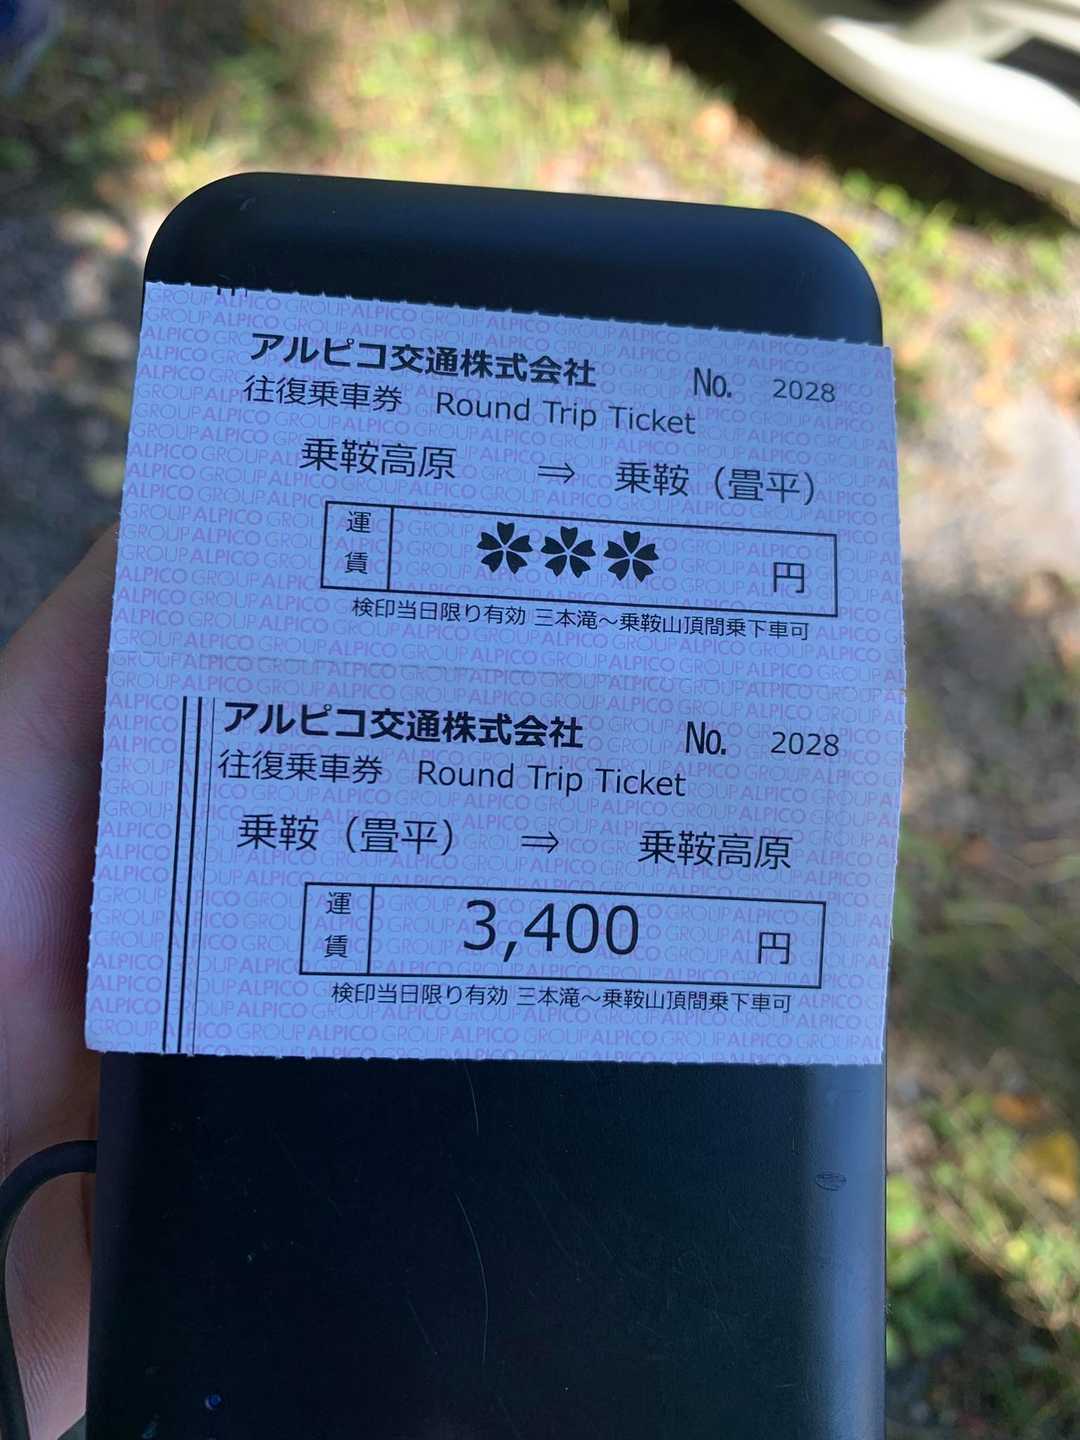 アルピコ交通株式会社 No. 2028
往復乗車券 Round Trip Ticket
乗鞍高原 ⇒ 乗鞍（畳平）
運賃 ✽✽✽ 円
検印当日限り有効 三本滝～乗鞍山頂間乗下車可
アルピコ交通株式会社 No. 2028
往復乗車券 Round Trip Ticket
乗鞍（畳平） ⇒ 乗鞍高原
運賃 3,400 円
検印当日限り有効 三本滝～乗鞍山頂間乗下車可